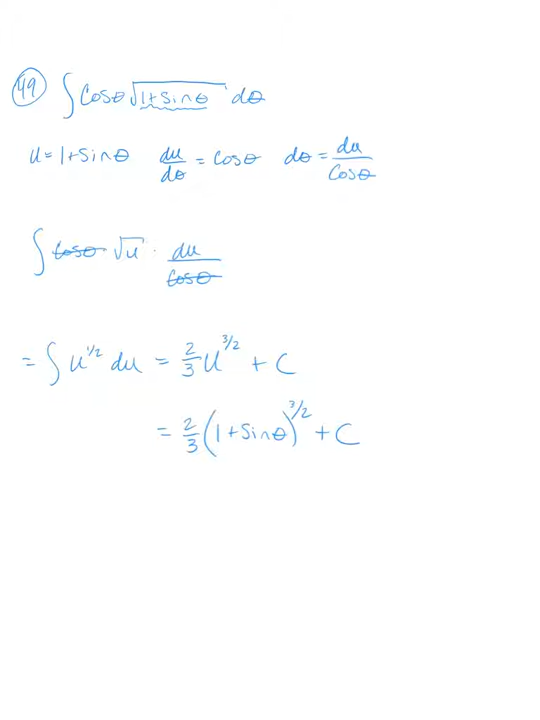 49 ∫ cosθ √(1+sinθ) dθ
u = 1+sinθ du/dθ = cosθ dθ = du/cosθ
∫ cosθ √u · du/cosθ
= ∫ u^(1/2) du = 2/3 u^(3/2) + C
= 2/3 (1+sinθ)^(3/2) + C